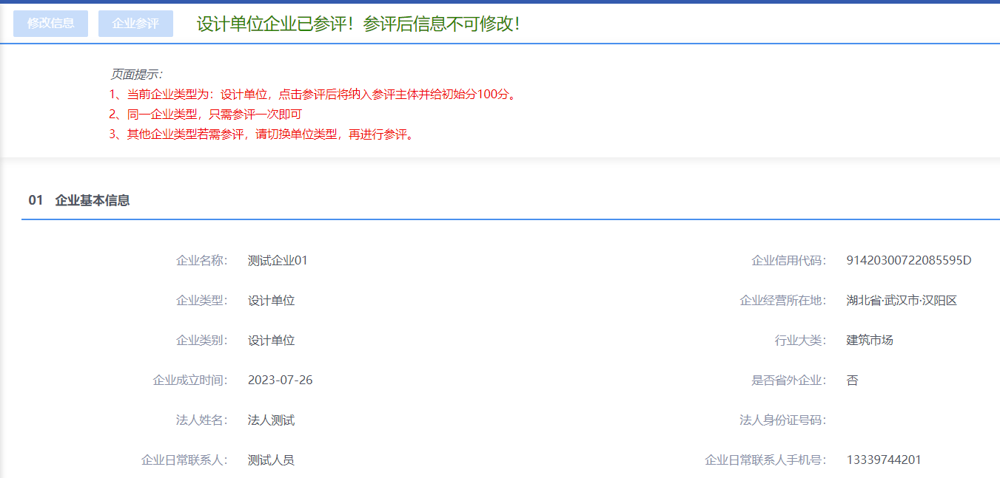 修改信息 企业参评 设计单位企业已参评！参评后信息不可修改！
页面提示：
1、当前企业类型为：设计单位，点击参评后将纳入参评主体并给初始分100分。
2、同一企业类型，只需参评一次即可
3、其他企业类型若需参评，请切换单位类型，再进行参评。
01 企业基本信息
企业名称： 测试企业01 企业信用代码： 91420300722085595D
企业类型： 设计单位 企业经营所在地： 湖北省·武汉市·汉阳区
企业类别： 设计单位 行业大类： 建筑市场
企业成立时间： 2023-07-26 是否省外企业： 否
法人姓名： 法人测试 法人身份证号码：
企业日常联系人： 测试人员 企业日常联系人手机号： 13339744201